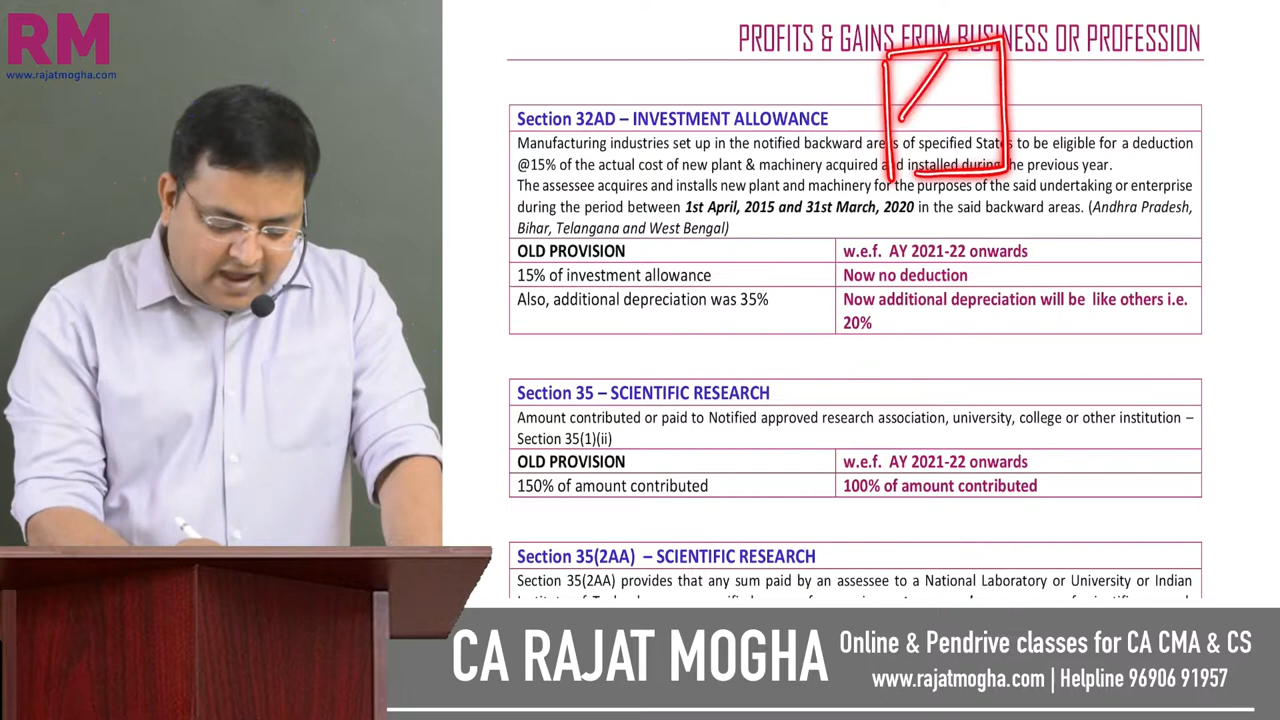 RM
www.rajatmogha.com
PROFITS & GAINS FROM BUSINESS OR PROFESSION
Section 32AD – INVESTMENT ALLOWANCE
Manufacturing industries set up in the notified backward areas of specified States to be eligible for a deduction
@15% of the actual cost of new plant & machinery acquired and installed during the previous year.
The assessee acquires and installs new plant and machinery for the purposes of the said undertaking or enterprise
during the period between 1st April, 2015 and 31st March, 2020 in the said backward areas. (Andhra Pradesh,
Bihar, Telangana and West Bengal)
OLD PROVISION w.e.f. AY 2021-22 onwards
15% of investment allowance Now no deduction
Also, additional depreciation was 35% Now additional depreciation will be like others i.e.
20%
Section 35 – SCIENTIFIC RESEARCH
Amount contributed or paid to Notified approved research association, university, college or other institution –
Section 35(1)(ii)
OLD PROVISION w.e.f. AY 2021-22 onwards
150% of amount contributed 100% of amount contributed
Section 35(2AA) – SCIENTIFIC RESEARCH
Section 35(2AA) provides that any sum paid by an assessee to a National Laboratory or University or Indian
CA RAJAT MOGHA
Online & Pendrive classes for CA CMA & CS
www.rajatmogha.com | Helpline 96906 91957